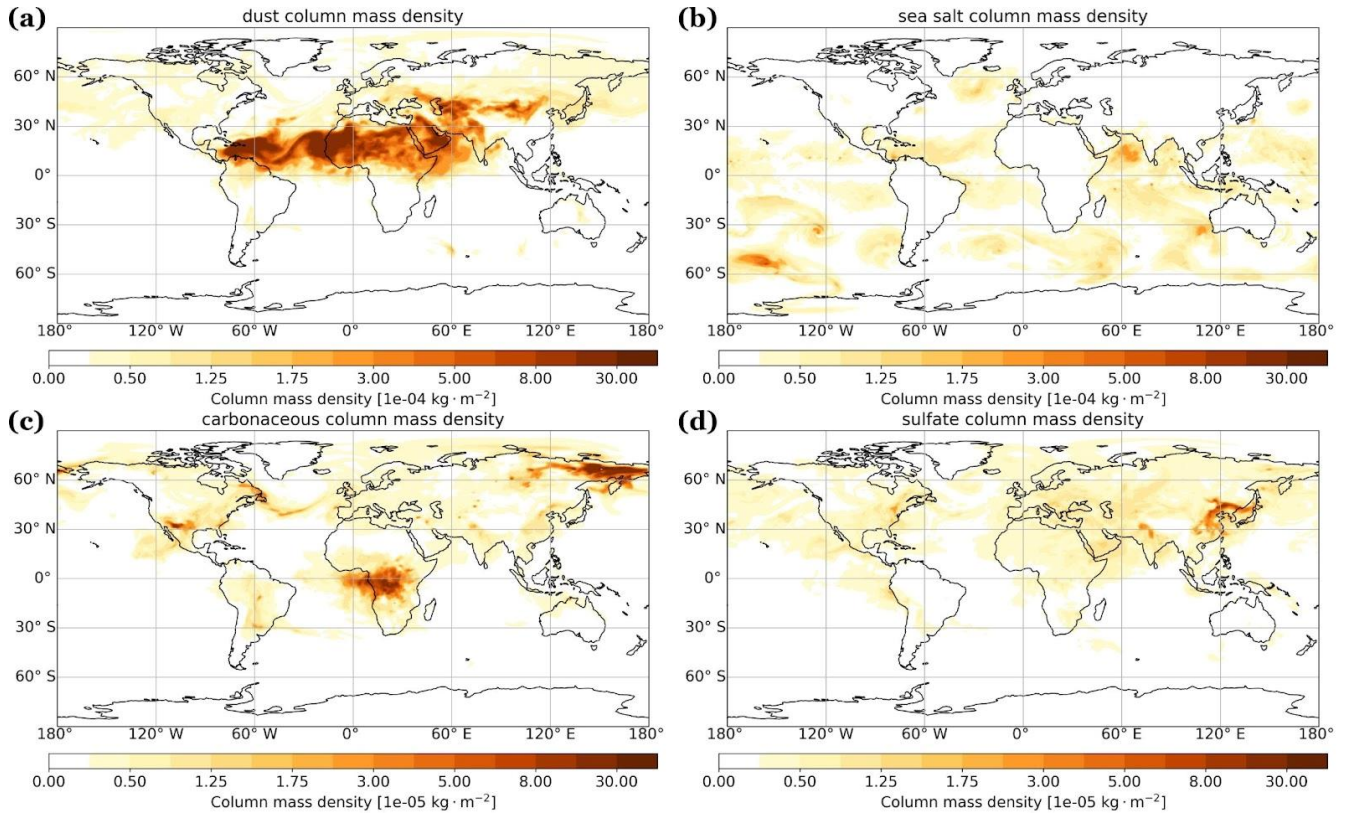 (a)
dust column mass density
60° N
30° N
0°
30° S
60° S
180° 120° W 60° W 0° 60° E 120° E 180°
0.00 0.50 1.25 1.75 3.00 5.00 8.00 30.00
Column mass density [1e-04 kg · m⁻²]
(b)
sea salt column mass density
60° N
30° N
0°
30° S
60° S
180° 120° W 60° W 0° 60° E 120° E 180°
0.00 0.50 1.25 1.75 3.00 5.00 8.00 30.00
Column mass density [1e-04 kg · m⁻²]
(c)
carbonaceous column mass density
60° N
30° N
0°
30° S
60° S
180° 120° W 60° W 0° 60° E 120° E 180°
0.00 0.50 1.25 1.75 3.00 5.00 8.00 30.00
Column mass density [1e-05 kg · m⁻²]
(d)
sulfate column mass density
60° N
30° N
0°
30° S
60° S
180° 120° W 60° W 0° 60° E 120° E 180°
0.00 0.50 1.25 1.75 3.00 5.00 8.00 30.00
Column mass density [1e-05 kg · m⁻²]